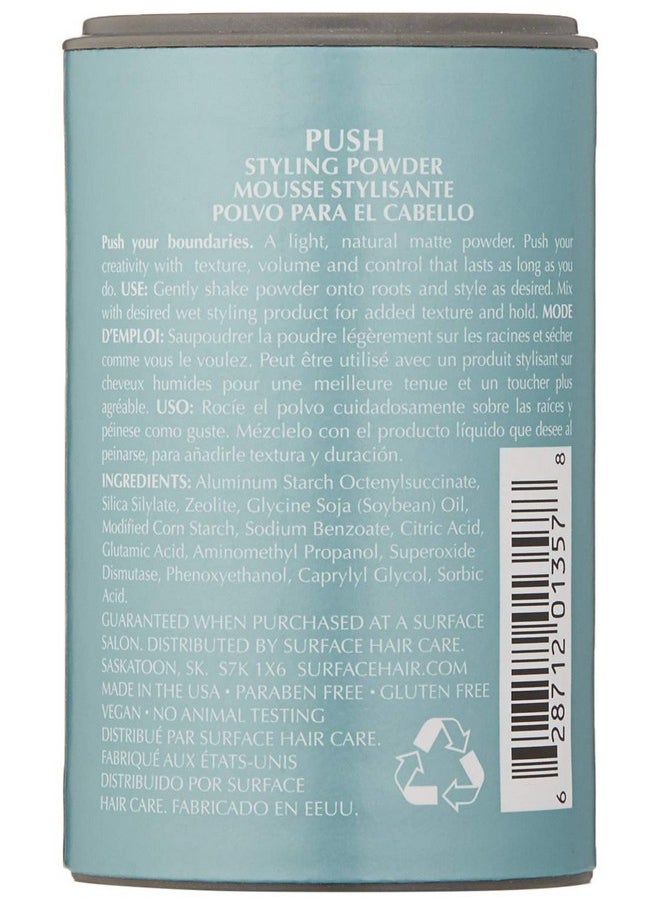 PUSH
STYLING POWDER
MOUSSE STYLISANTE
POLVO PARA EL CABELLO
Push your boundaries. A light, natural matte powder. Push your
creativity with texture, volume and control that lasts as long as you
do. USE: Gently shake powder onto roots and style as desired. Mix
with desired wet styling product for added texture and hold. MODE
D'EMPLOI: Saupoudrer la poudre légèrement sur les racines et sécher
comme vous le voulez. Peut être utilisé avec un produit stylisant sur
cheveux humides pour une meilleure tenue et un toucher plus
agréable. USO: Rocíe el polvo cuidadosamente sobre las raíces y
péinese como guste. Mézclelo con el producto líquido que desee al
peinarse, para añadirle textura y duración.
INGREDIENTS: Aluminum Starch Octenylsuccinate,
Silica Silylate, Zeolite, Glycine Soja (Soybean) Oil,
Modified Corn Starch, Sodium Benzoate, Citric Acid,
Glutamic Acid, Aminomethyl Propanol, Superoxide
Dismutase, Phenoxyethanol, Caprylyl Glycol, Sorbic
Acid.
GUARANTEED WHEN PURCHASED AT A SURFACE
SALON. DISTRIBUTED BY SURFACE HAIR CARE.
SASKATOON, SK. S7K 1X6 SURFACEHAIR.COM
MADE IN THE USA • PARABEN FREE • GLUTEN FREE
VEGAN • NO ANIMAL TESTING
DISTRIBUÉ PAR SURFACE HAIR CARE.
FABRIQUÉ AUX ÉTATS-UNIS
DISTRIBUIDO POR SURFACE
HAIR CARE. FABRICADO EN EEUU.
6 28712 01357 8